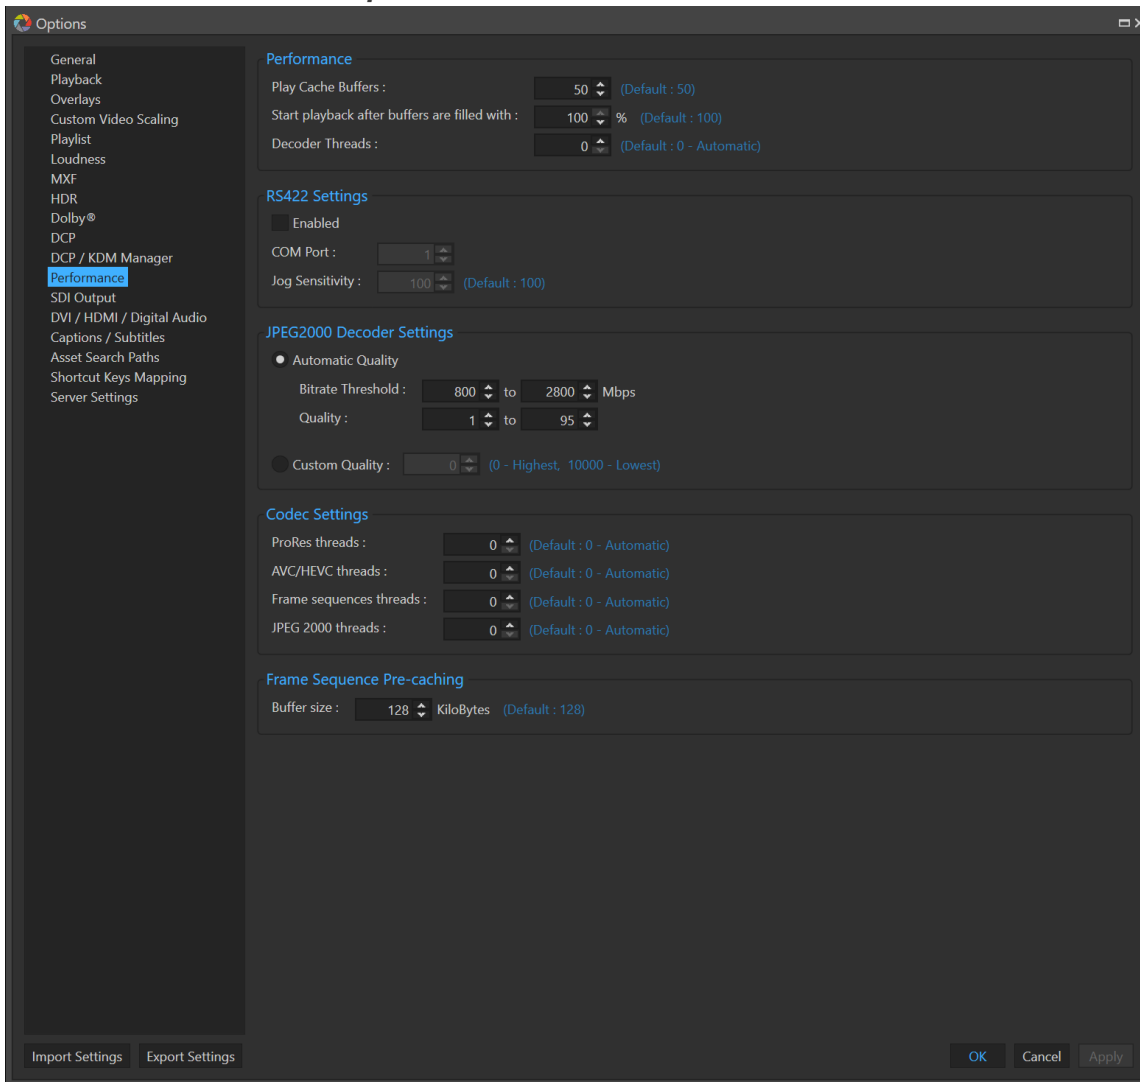 Options
General
Playback
Overlays
Custom Video Scaling
Playlist
Loudness
MXF
HDR
Dolby®
DCP
DCP / KDM Manager
Performance
SDI Output
DVI / HDMI / Digital Audio
Captions / Subtitles
Asset Search Paths
Shortcut Keys Mapping
Server Settings
Performance
Play Cache Buffers : 50 (Default : 50)
Start playback after buffers are filled with : 100 % (Default : 100)
Decoder Threads : 0 (Default : 0 - Automatic)
RS422 Settings
Enabled
COM Port : 1
Jog Sensitivity : 100 (Default : 100)
JPEG2000 Decoder Settings
Automatic Quality
Bitrate Threshold : 800 to 2800 Mbps
Quality : 1 to 95
Custom Quality : 0 (0 - Highest, 10000 - Lowest)
Codec Settings
ProRes threads : 0 (Default : 0 - Automatic)
AVC/HEVC threads : 0 (Default : 0 - Automatic)
Frame sequences threads : 0 (Default : 0 - Automatic)
JPEG 2000 threads : 0 (Default : 0 - Automatic)
Frame Sequence Pre-caching
Buffer size : 128 KiloBytes (Default : 128)
Import Settings Export Settings OK Cancel Apply